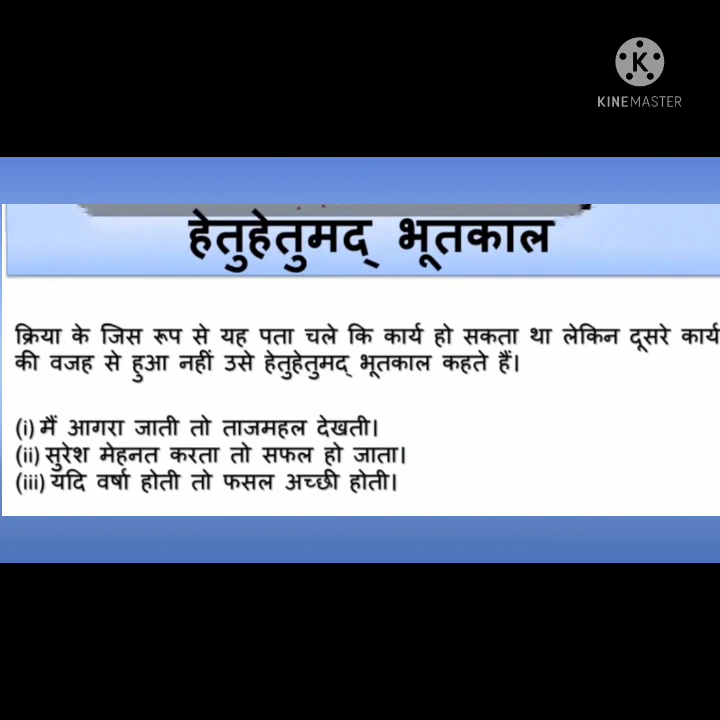 KINEMASTER
हेतुहेतुमद् भूतकाल
क्रिया के जिस रूप से यह पता चले कि कार्य हो सकता था लेकिन दूसरे कार्य
की वजह से हुआ नहीं उसे हेतुहेतुमद् भूतकाल कहते हैं।
(i) मैं आगरा जाती तो ताजमहल देखती।
(ii) सुरेश मेहनत करता तो सफल हो जाता।
(iii) यदि वर्षा होती तो फसल अच्छी होती।